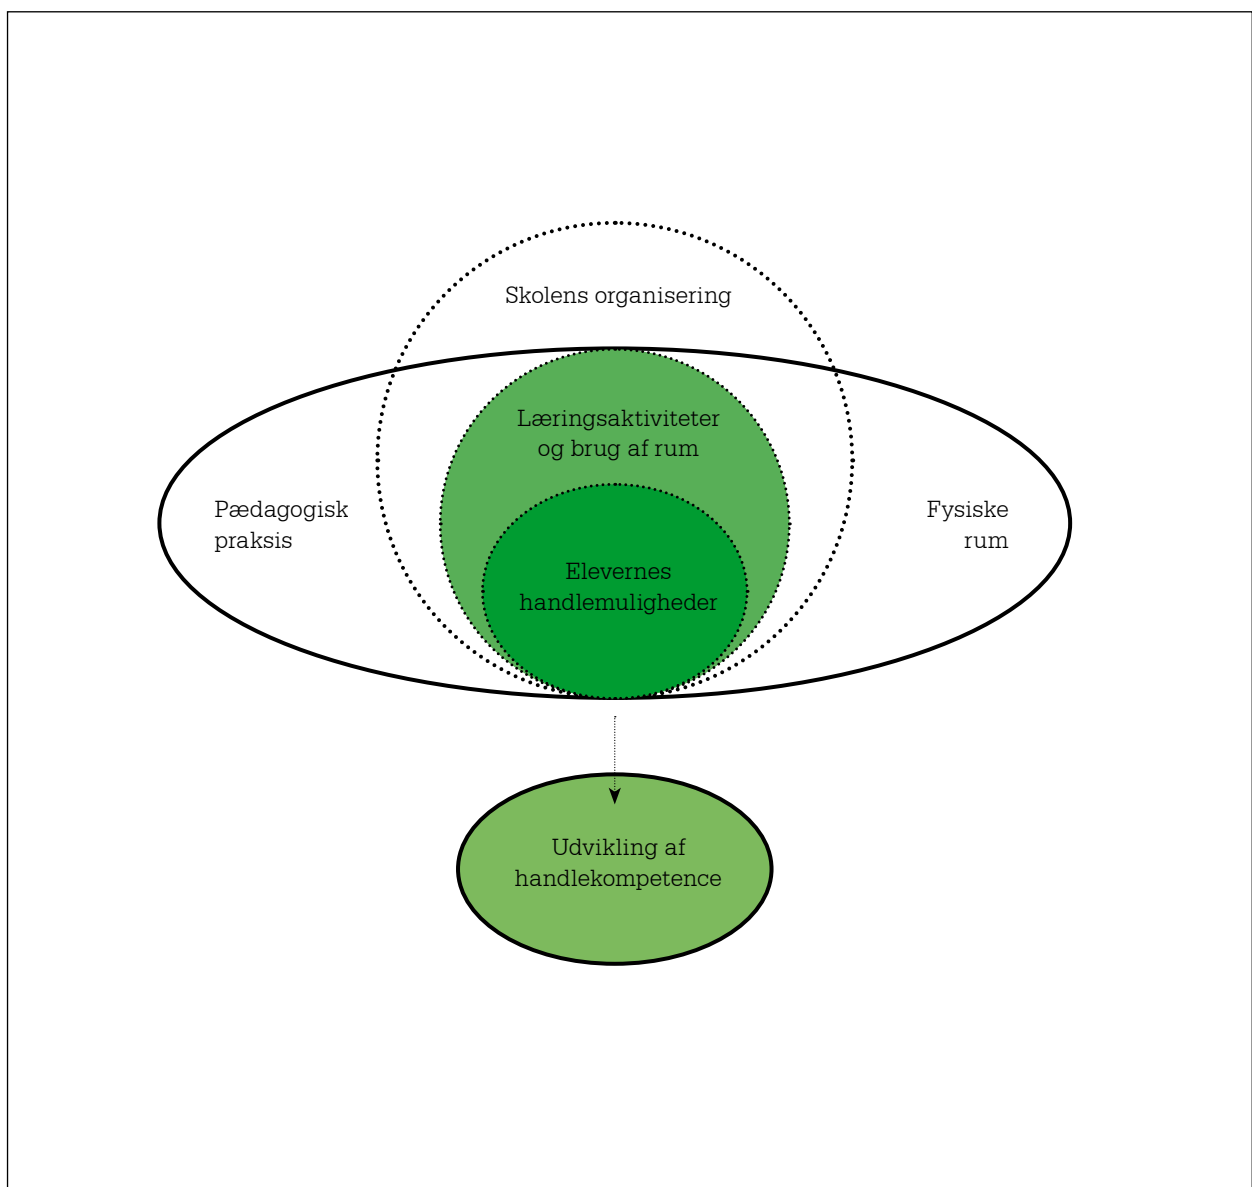 Skolens organisering
Læringsaktiviteter
og brug af rum
Pædagogisk
praksis
Fysiske
rum
Elevernes
handlemuligheder
Udvikling af
handlekompetence